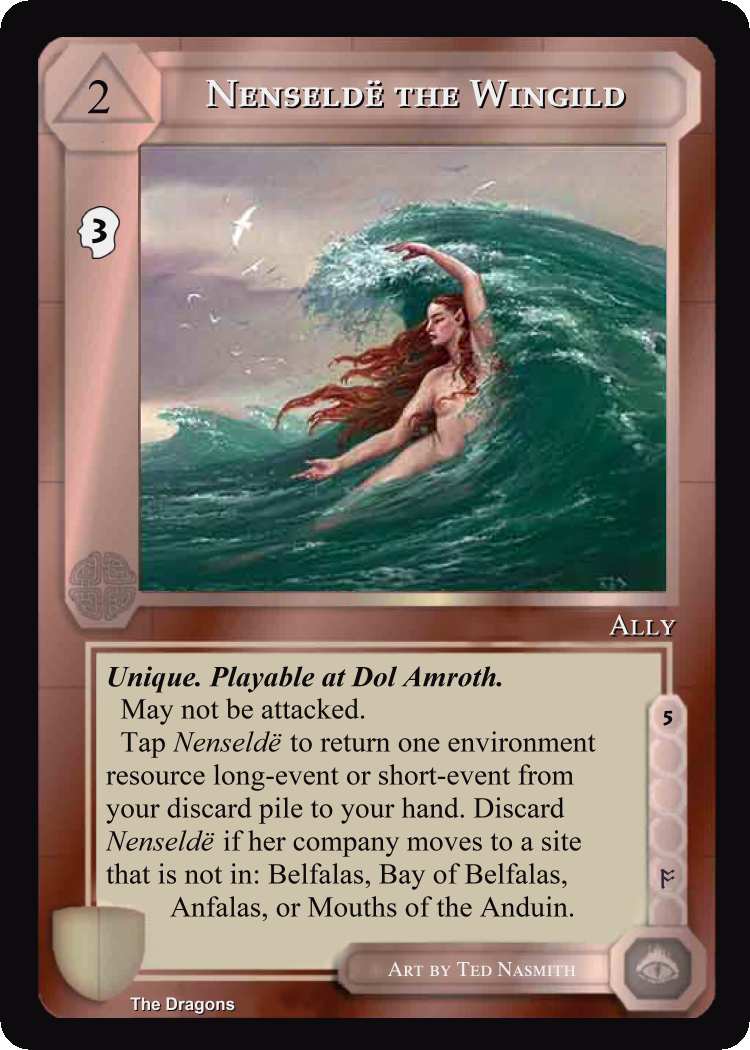 2
Nenseldë the Wingild
3
Ally
Unique. Playable at Dol Amroth.
May not be attacked.
Tap Nenseldë to return one environment
resource long-event or short-event from
your discard pile to your hand. Discard
Nenseldë if her company moves to a site
that is not in: Belfalas, Bay of Belfalas,
Anfalas, or Mouths of the Anduin.
5
ᚩ
Art by Ted Nasmith
The Dragons